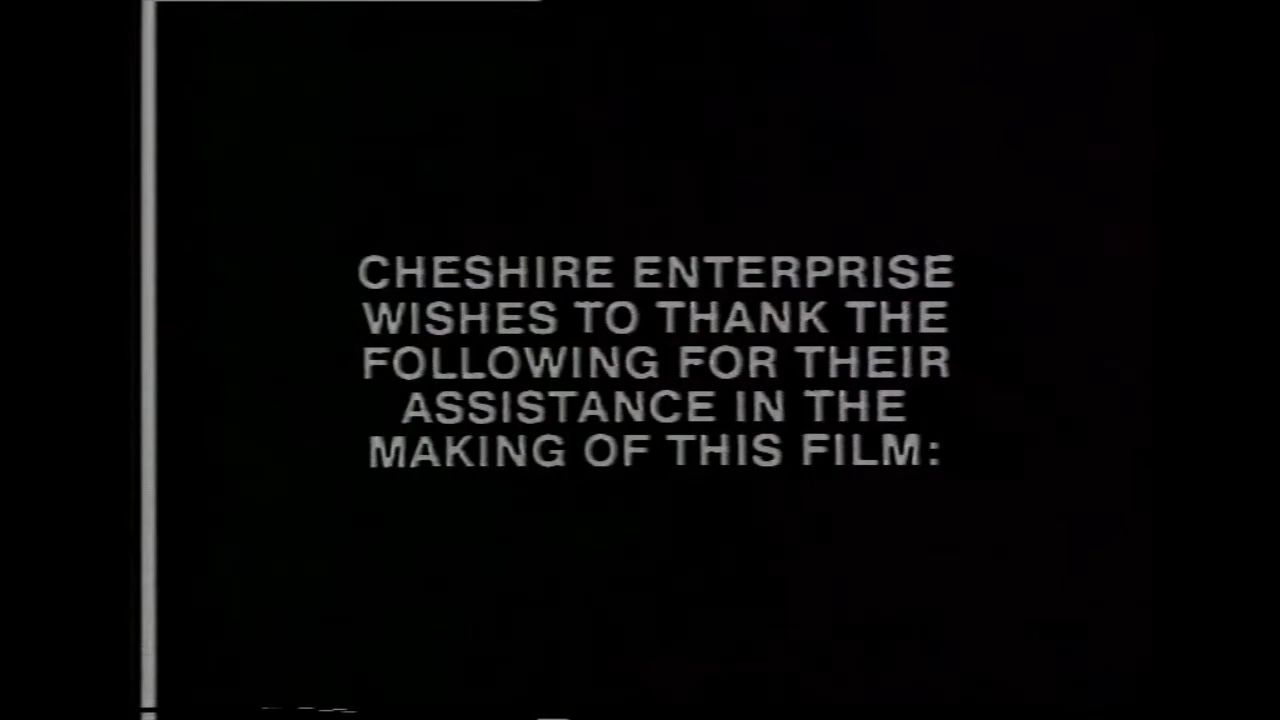 CHESHIRE ENTERPRISE
WISHES TO THANK THE
FOLLOWING FOR THEIR
ASSISTANCE IN THE
MAKING OF THIS FILM: